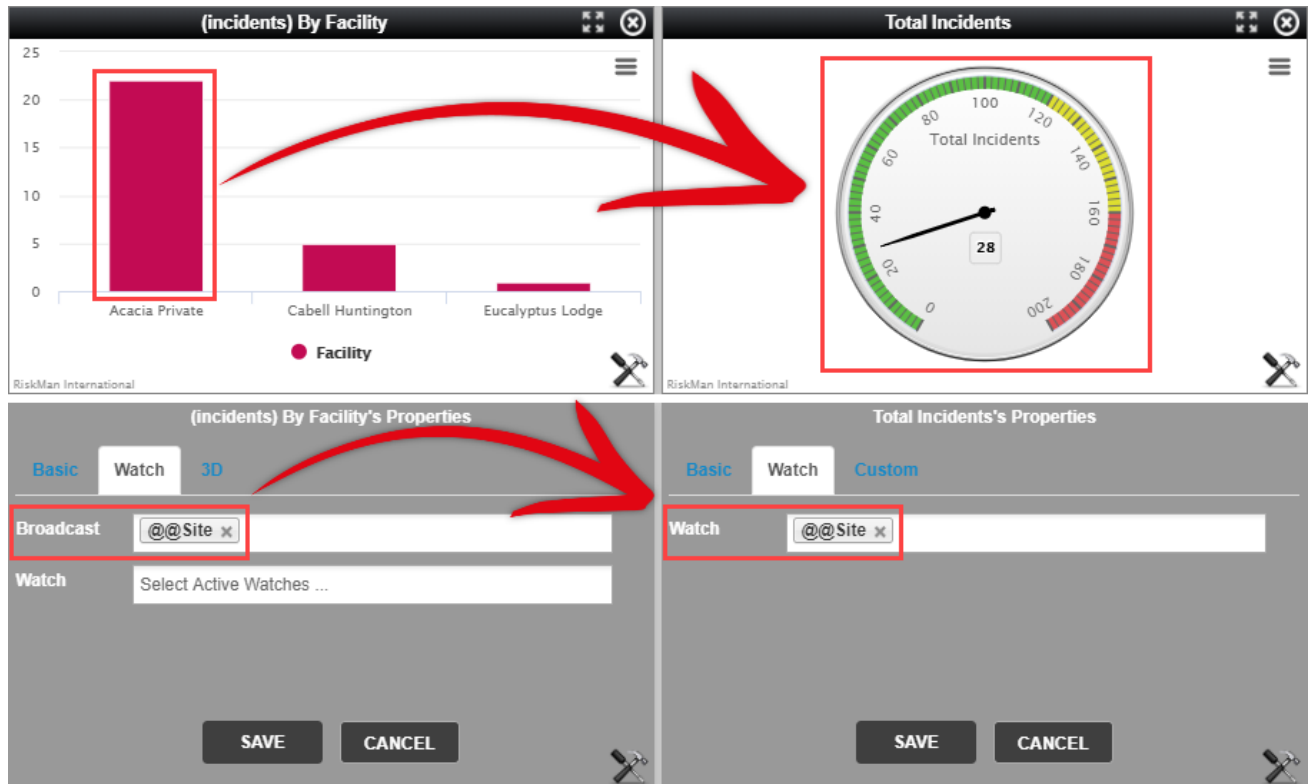 (incidents) By Facility
25
20
15
10
5
0
Acacia Private
Cabell Huntington
Eucalyptus Lodge
Facility
RiskMan International
Total Incidents
0
20
40
60
80
100
120
140
160
180
200
Total Incidents
28
RiskMan International
(incidents) By Facility's Properties
Basic Watch 3D
Broadcast @@Site x
Watch Select Active Watches ...
SAVE CANCEL
Total Incidents's Properties
Basic Watch Custom
Watch @@Site x
SAVE CANCEL